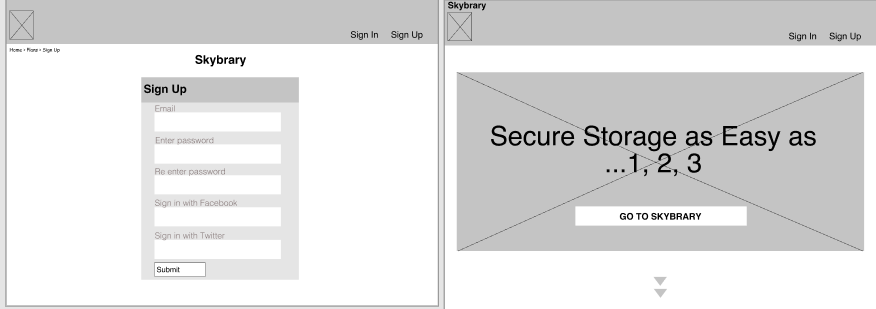 Sign In Sign Up
Home > Plans > Sign Up
Skybrary
Sign Up
Email
Enter password
Re enter password
Sign in with Facebook
Sign in with Twitter
Submit
Skybrary
Sign In Sign Up
Secure Storage as Easy as
...1, 2, 3
GO TO SKYBRARY